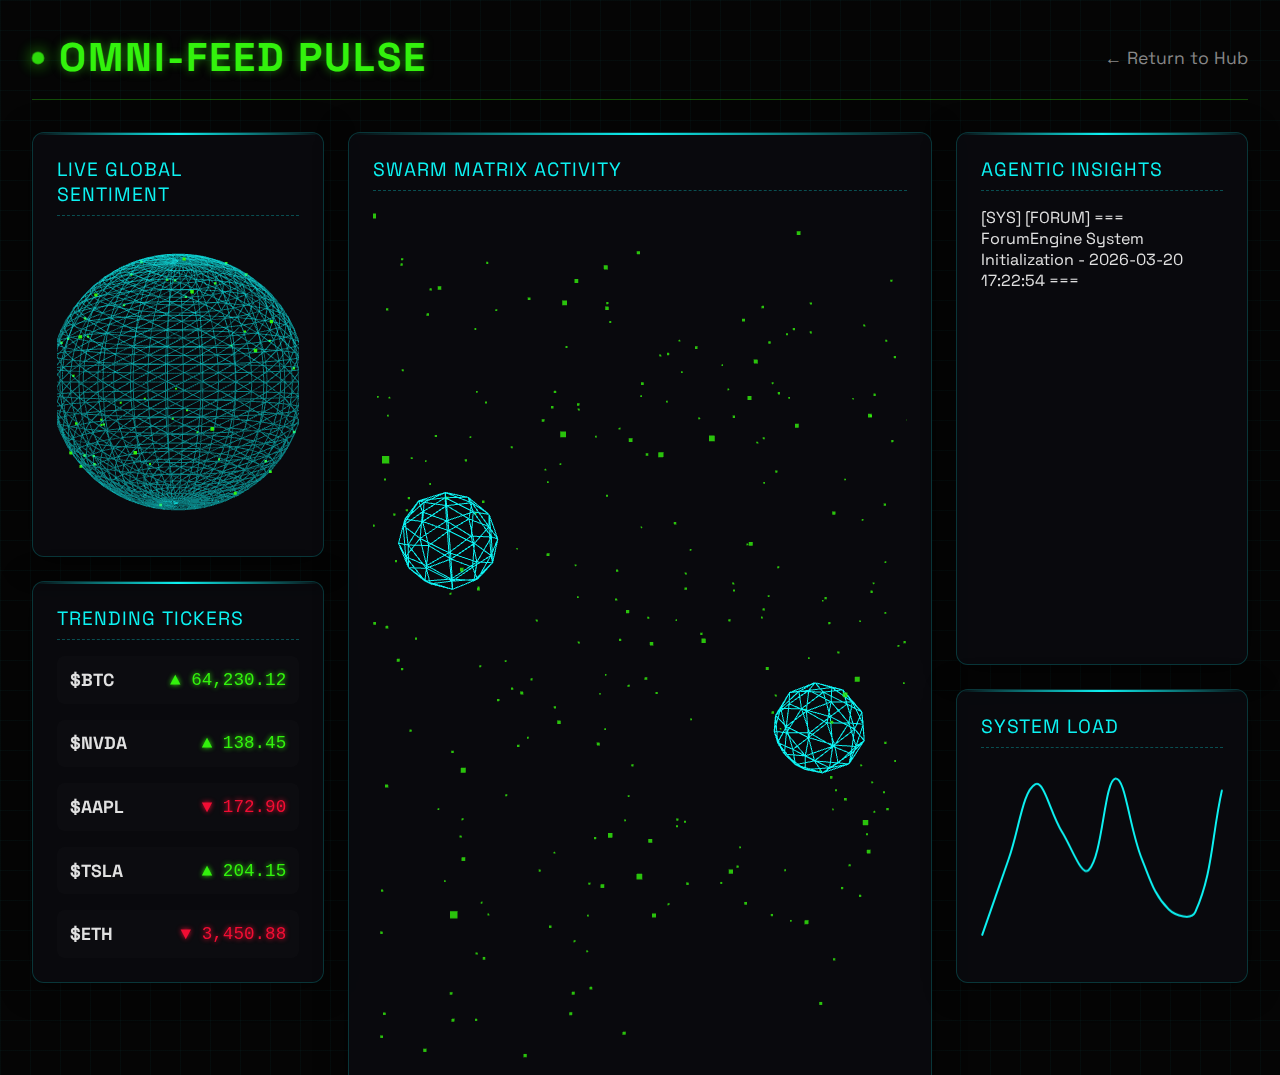 OMNI-FEED PULSE
← Return to Hub
LIVE GLOBAL
SENTIMENT
SWARM MATRIX ACTIVITY
AGENTIC INSIGHTS
[SYS] [FORUM] ===
ForumEngine System
Initialization - 2026-03-20
17:22:54 ===
TRENDING TICKERS
$BTC ▲ 64,230.12
$NVDA ▲ 138.45
$AAPL ▼ 172.90
$TSLA ▲ 204.15
$ETH ▼ 3,450.88
SYSTEM LOAD